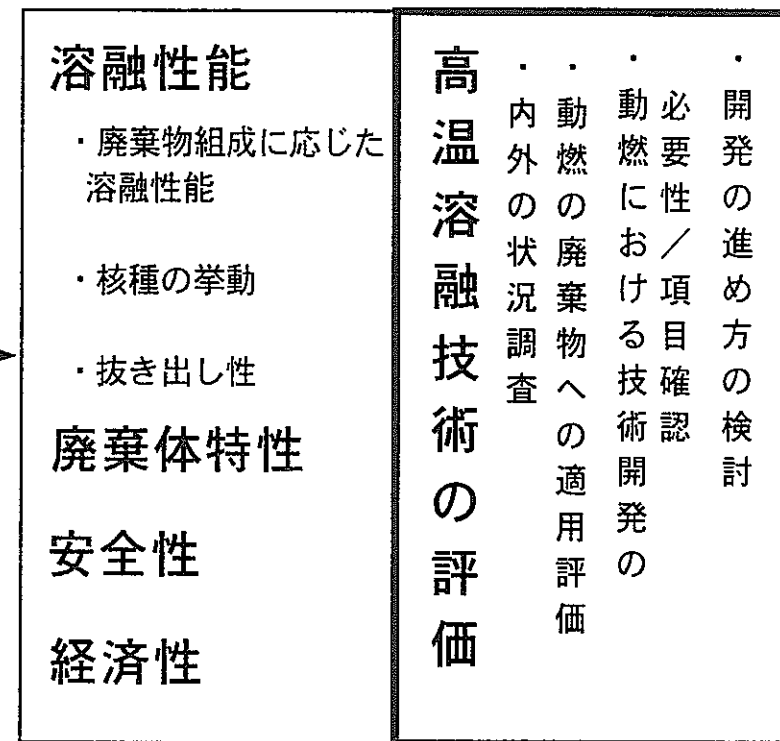 溶融性能
・廃棄物組成に応じた
溶融性能
・核種の挙動
・抜き出し性
廃棄体特性
安全性
経済性
高温溶融技術の評価
・内外の状況調査
・動燃の廃棄物への適用評価
・動燃における技術開発の
必要性／項目確認
・開発の進め方の検討